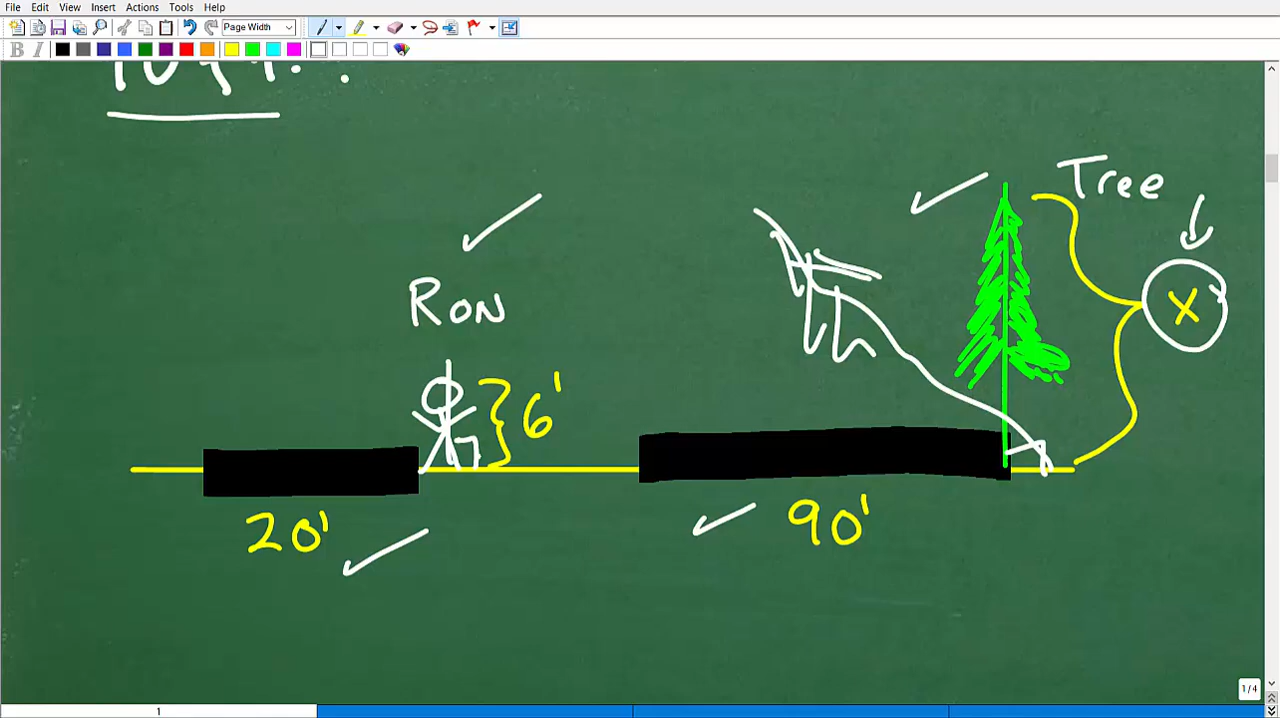 File Edit View Insert Actions Tools Help
Page Width
B I
Tree
X
Ron
6'
20'
90'
1/4
1